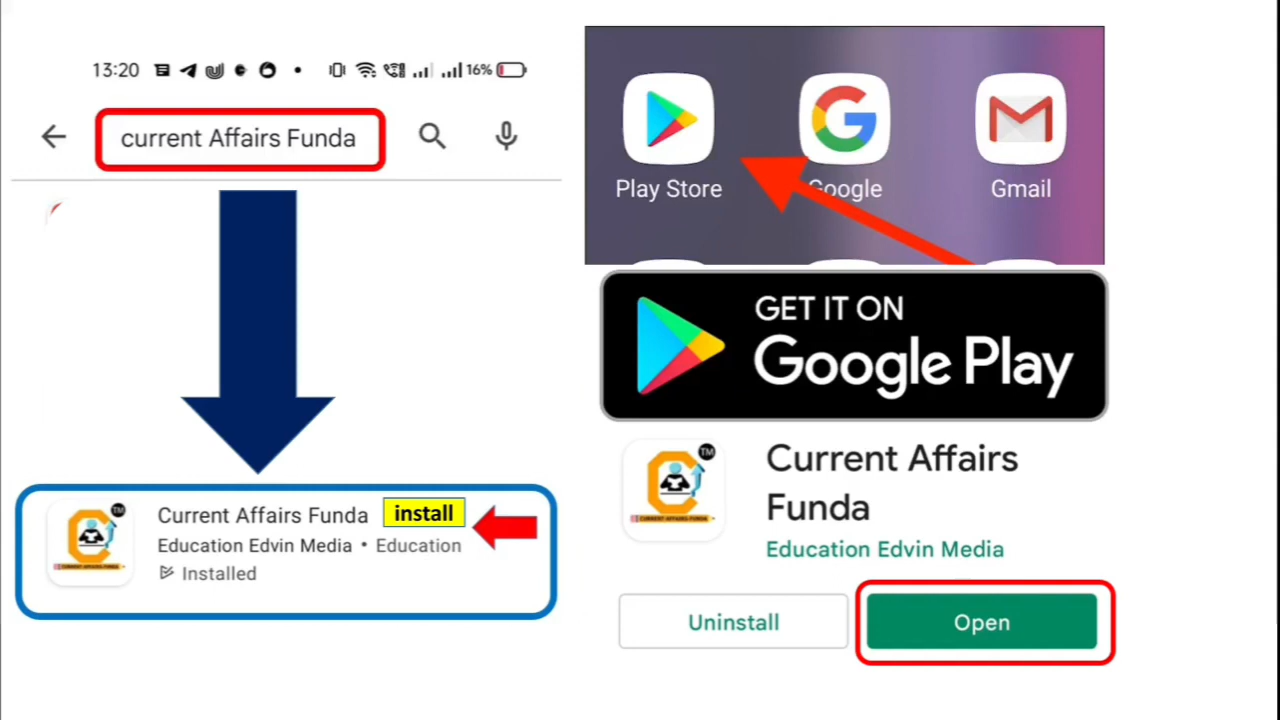 13:20
16%
current Affairs Funda
Current Affairs Funda install
Education Edvin Media • Education
Installed
Play Store
Google
Gmail
GET IT ON
Google Play
TM
Current Affairs
Funda
Education Edvin Media
Uninstall
Open